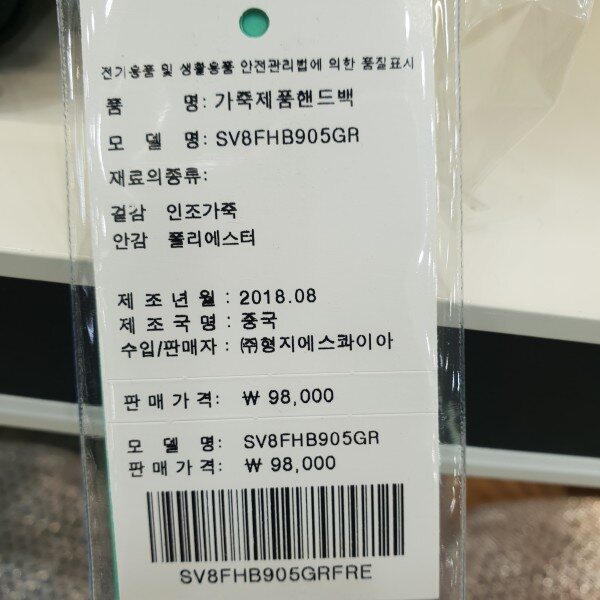 전기용품 및 생활용품 안전관리법에 의한 품질표시
품 명: 가죽제품핸드백
모 델 명: SV8FHB905GR
재료의종류:
겉감 인조가죽
안감 폴리에스터
제 조 년 월 : 2018.08
제 조 국 명 : 중국
수입/판매자 : ㈜형지에스콰이아
판 매 가 격: ₩ 98,000
모 델 명: SV8FHB905GR
판 매 가 격: ₩ 98,000
SV8FHB905GRFRE